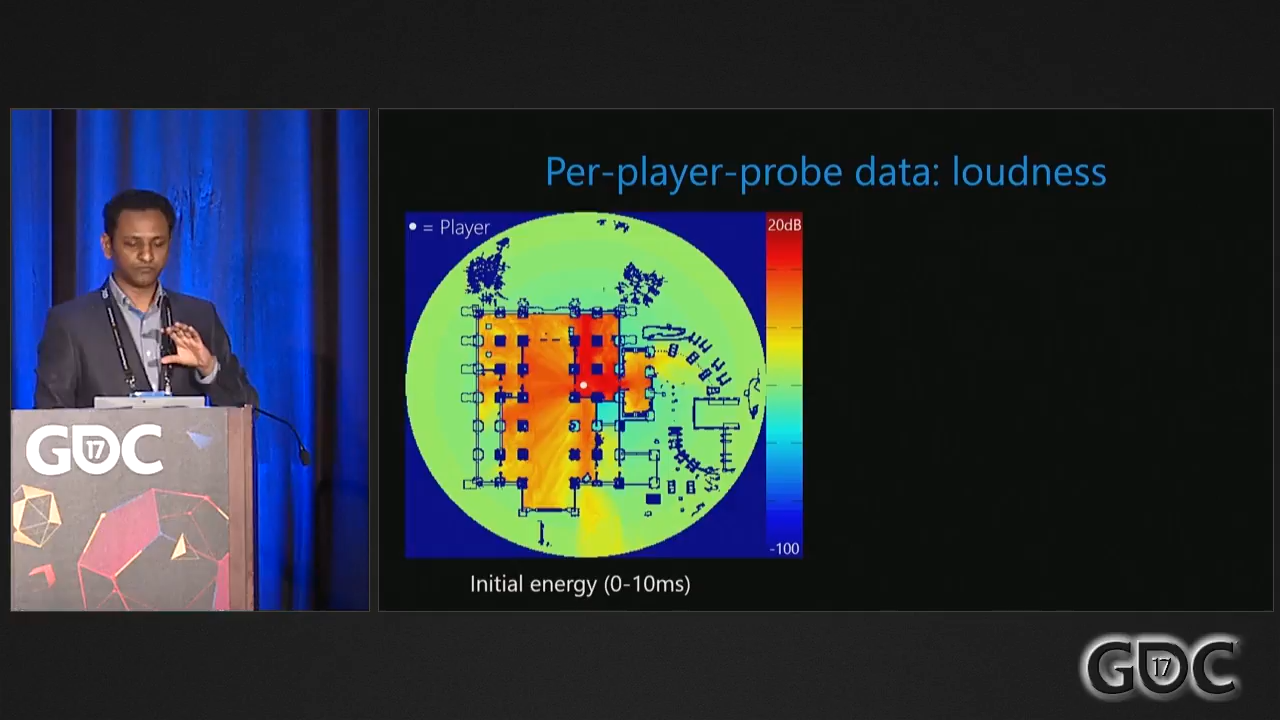 Per-player-probe data: loudness
= Player
20dB
-100
Initial energy (0-10ms)
GDC
17
GDC
17